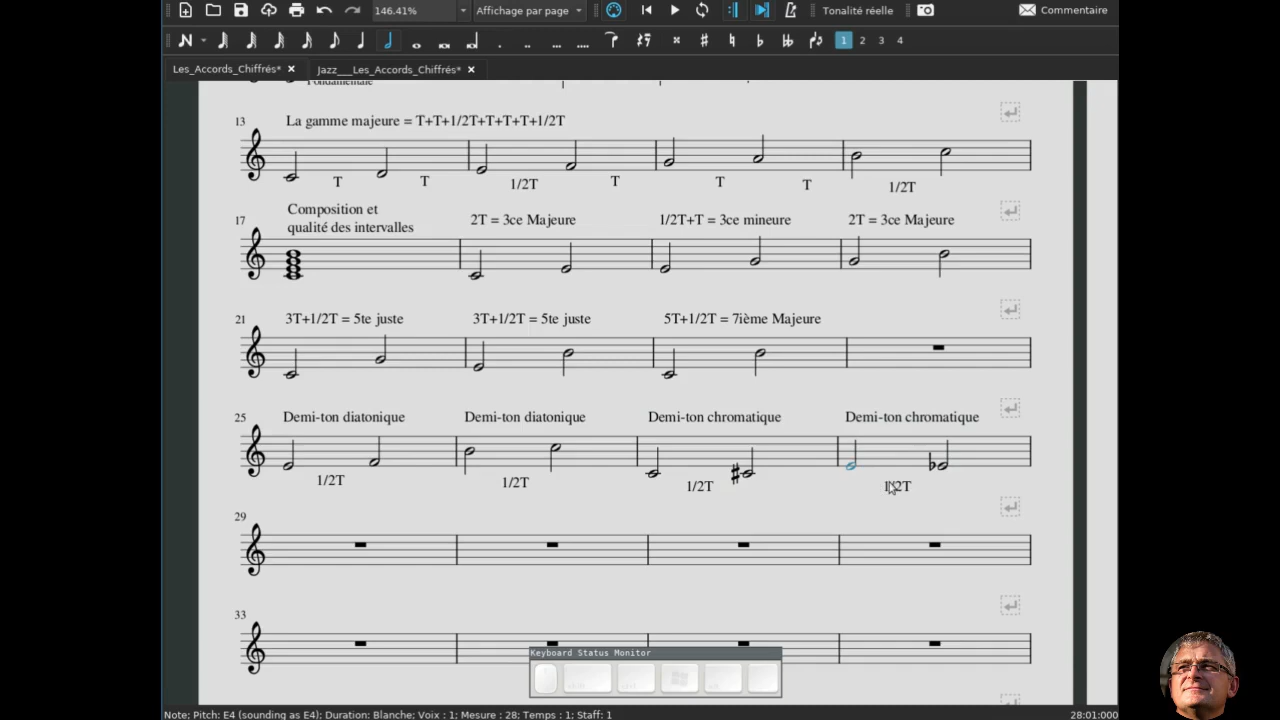 146.41%
Affichage par page
Tonalité réelle
Commentaire
1 2 3 4
Les_Accords_Chiffrés*
Jazz___Les_Accords_Chiffrés*
Fondamentale
13
La gamme majeure = T+T+1/2T+T+T+T+1/2T
T T 1/2T T T T 1/2T
17
Composition et
qualité des intervalles
2T = 3ce Majeure
1/2T+T = 3ce mineure
2T = 3ce Majeure
21
3T+1/2T = 5te juste
3T+1/2T = 5te juste
5T+1/2T = 7ième Majeure
25
Demi-ton diatonique
Demi-ton diatonique
Demi-ton chromatique
Demi-ton chromatique
1/2T 1/2T 1/2T 1/2T
29
33
Keyboard Status Monitor
Note; Pitch: E4 (sounding as E4); Duration: Blanche; Voix : 1; Mesure : 28; Temps : 1; Staff: 1
28:01:000